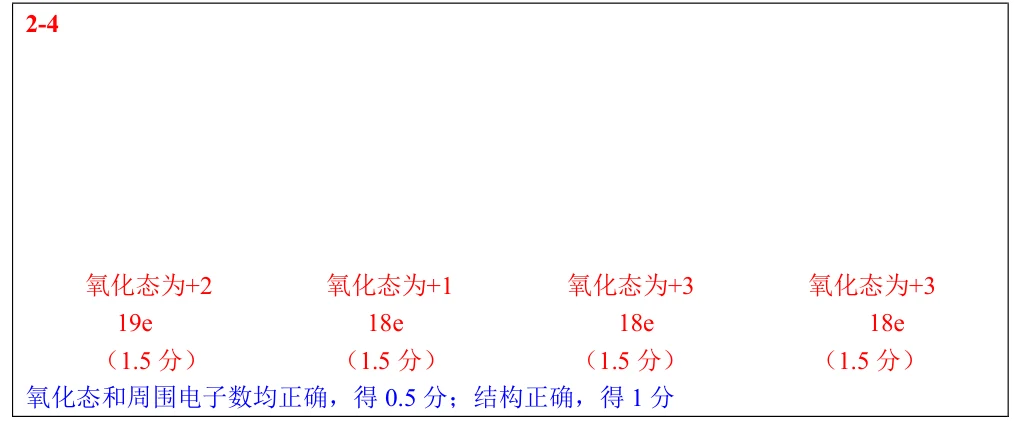 2-4
氧化态为+2 氧化态为+1 氧化态为+3 氧化态为+3
19e 18e 18e 18e
（1.5 分） （1.5 分） （1.5 分） （1.5 分）
氧化态和周围电子数均正确，得 0.5 分；结构正确，得 1 分